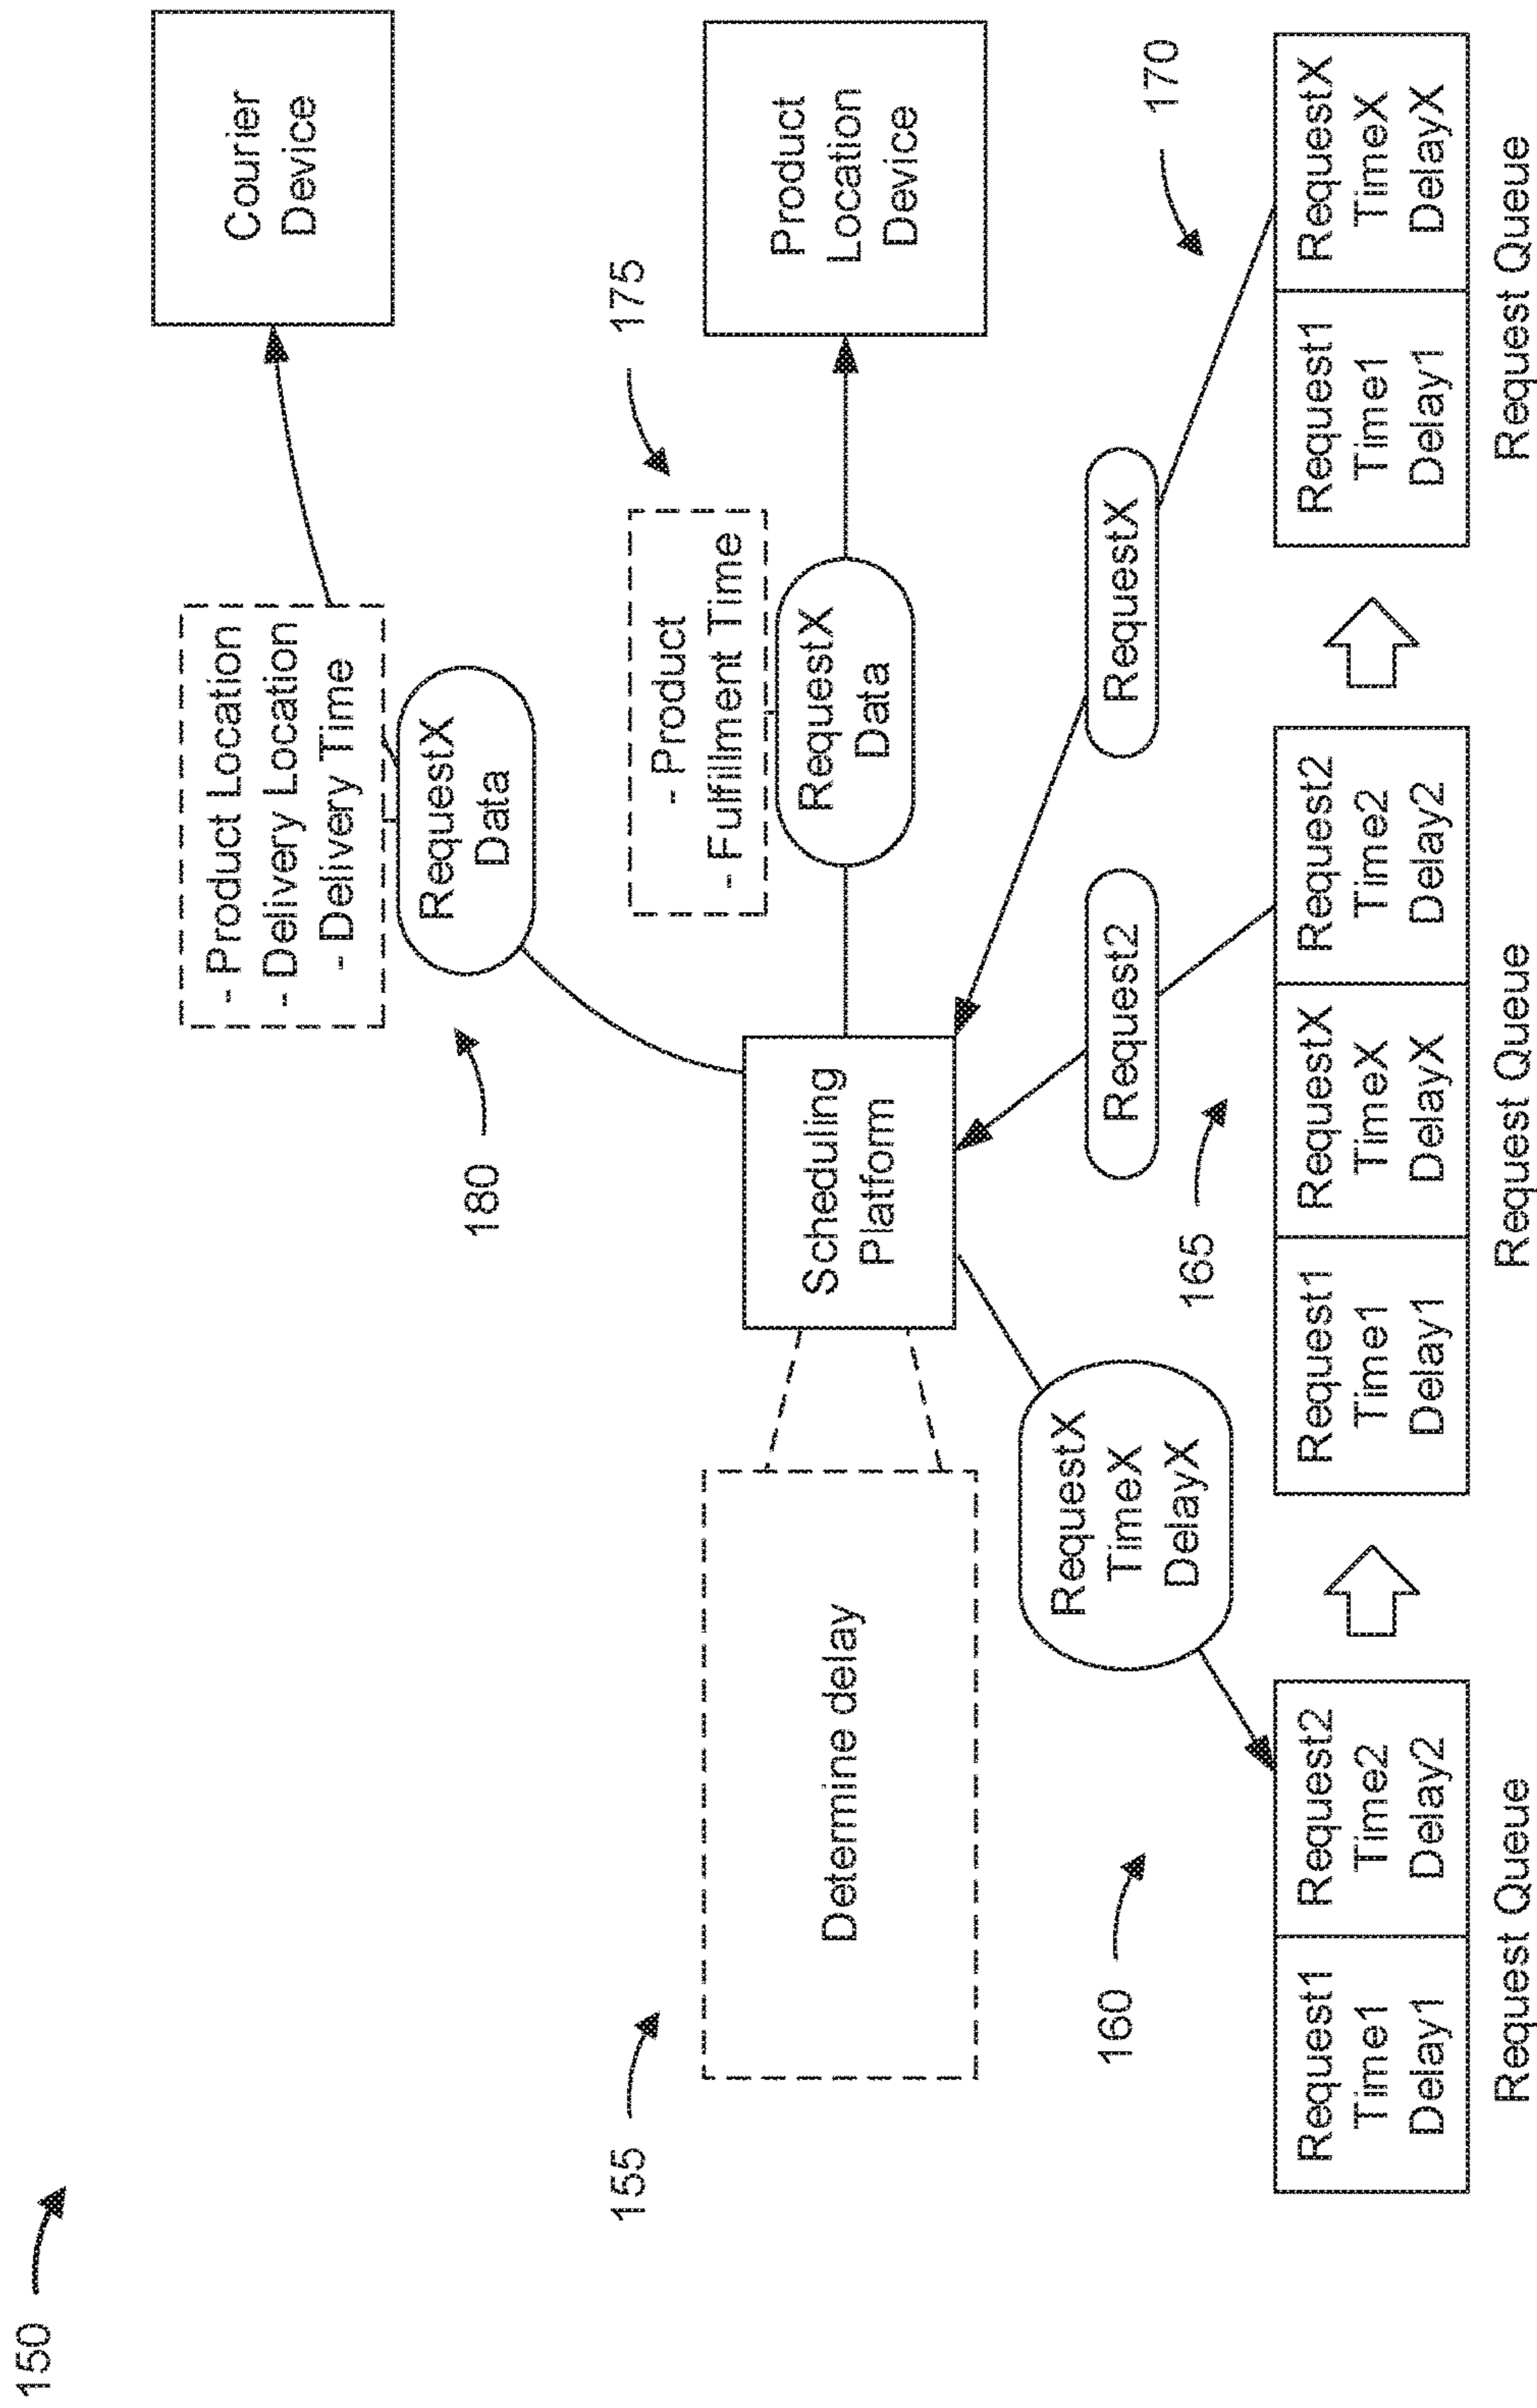 150
Courier
Device
- Product Location
- Delivery Location
- Delivery Time
RequestX
Data
180
175
- Product
- Fulfillment Time
RequestX
Data
Product
Location
Device
155
Determine delay
Scheduling
Platform
160
RequestX
TimeX
DelayX
165
Request2
RequestX
170
Request1
Time1
Delay1
Request2
Time2
Delay2
Request Queue
Request1
Time1
Delay1
RequestX
TimeX
DelayX
Request2
Time2
Delay2
Request Queue
Request1
Time1
Delay1
RequestX
TimeX
DelayX
Request Queue